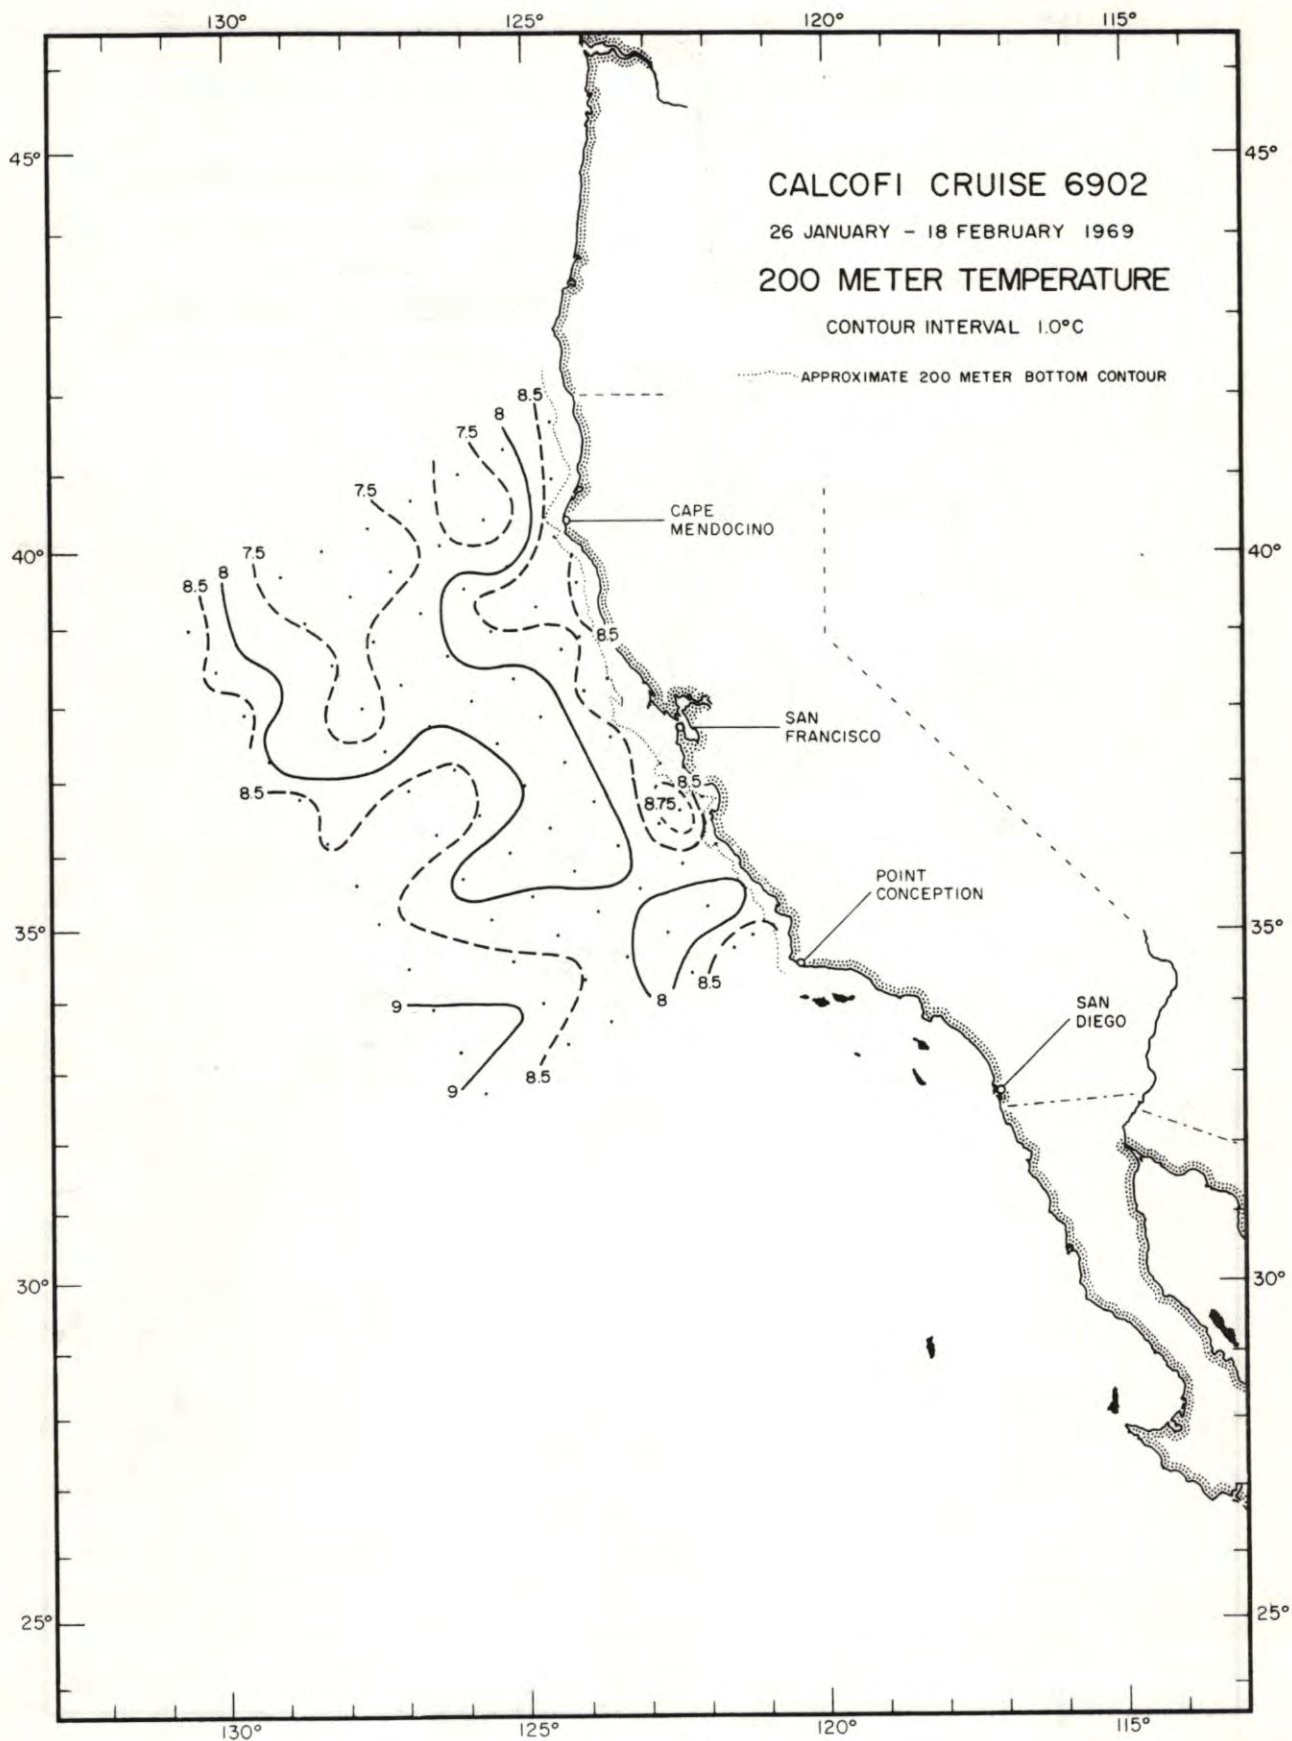 130° 125° 120° 115°
45° 45°
CALCOFI CRUISE 6902
26 JANUARY - 18 FEBRUARY 1969
200 METER TEMPERATURE
CONTOUR INTERVAL 1.0°C
APPROXIMATE 200 METER BOTTOM CONTOUR
8.5
8
7.5
7.5
CAPE
MENDOCINO
40° 40°
7.5
8
8.5
8.5
SAN
FRANCISCO
8.5
8.5
8.75
POINT
CONCEPTION
35° 35°
8.5
8
9
SAN
DIEGO
8.5
9
30° 30°
25° 25°
130° 125° 120° 115°